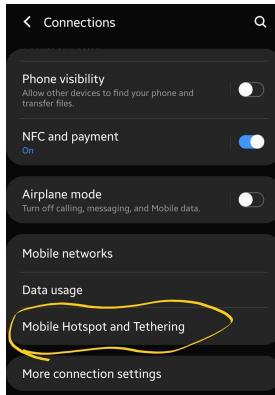 Connections
Phone visibility
Allow other devices to find your phone and
transfer files.
NFC and payment
On
Airplane mode
Turn off calling, messaging, and Mobile data.
Mobile networks
Data usage
Mobile Hotspot and Tethering
More connection settings